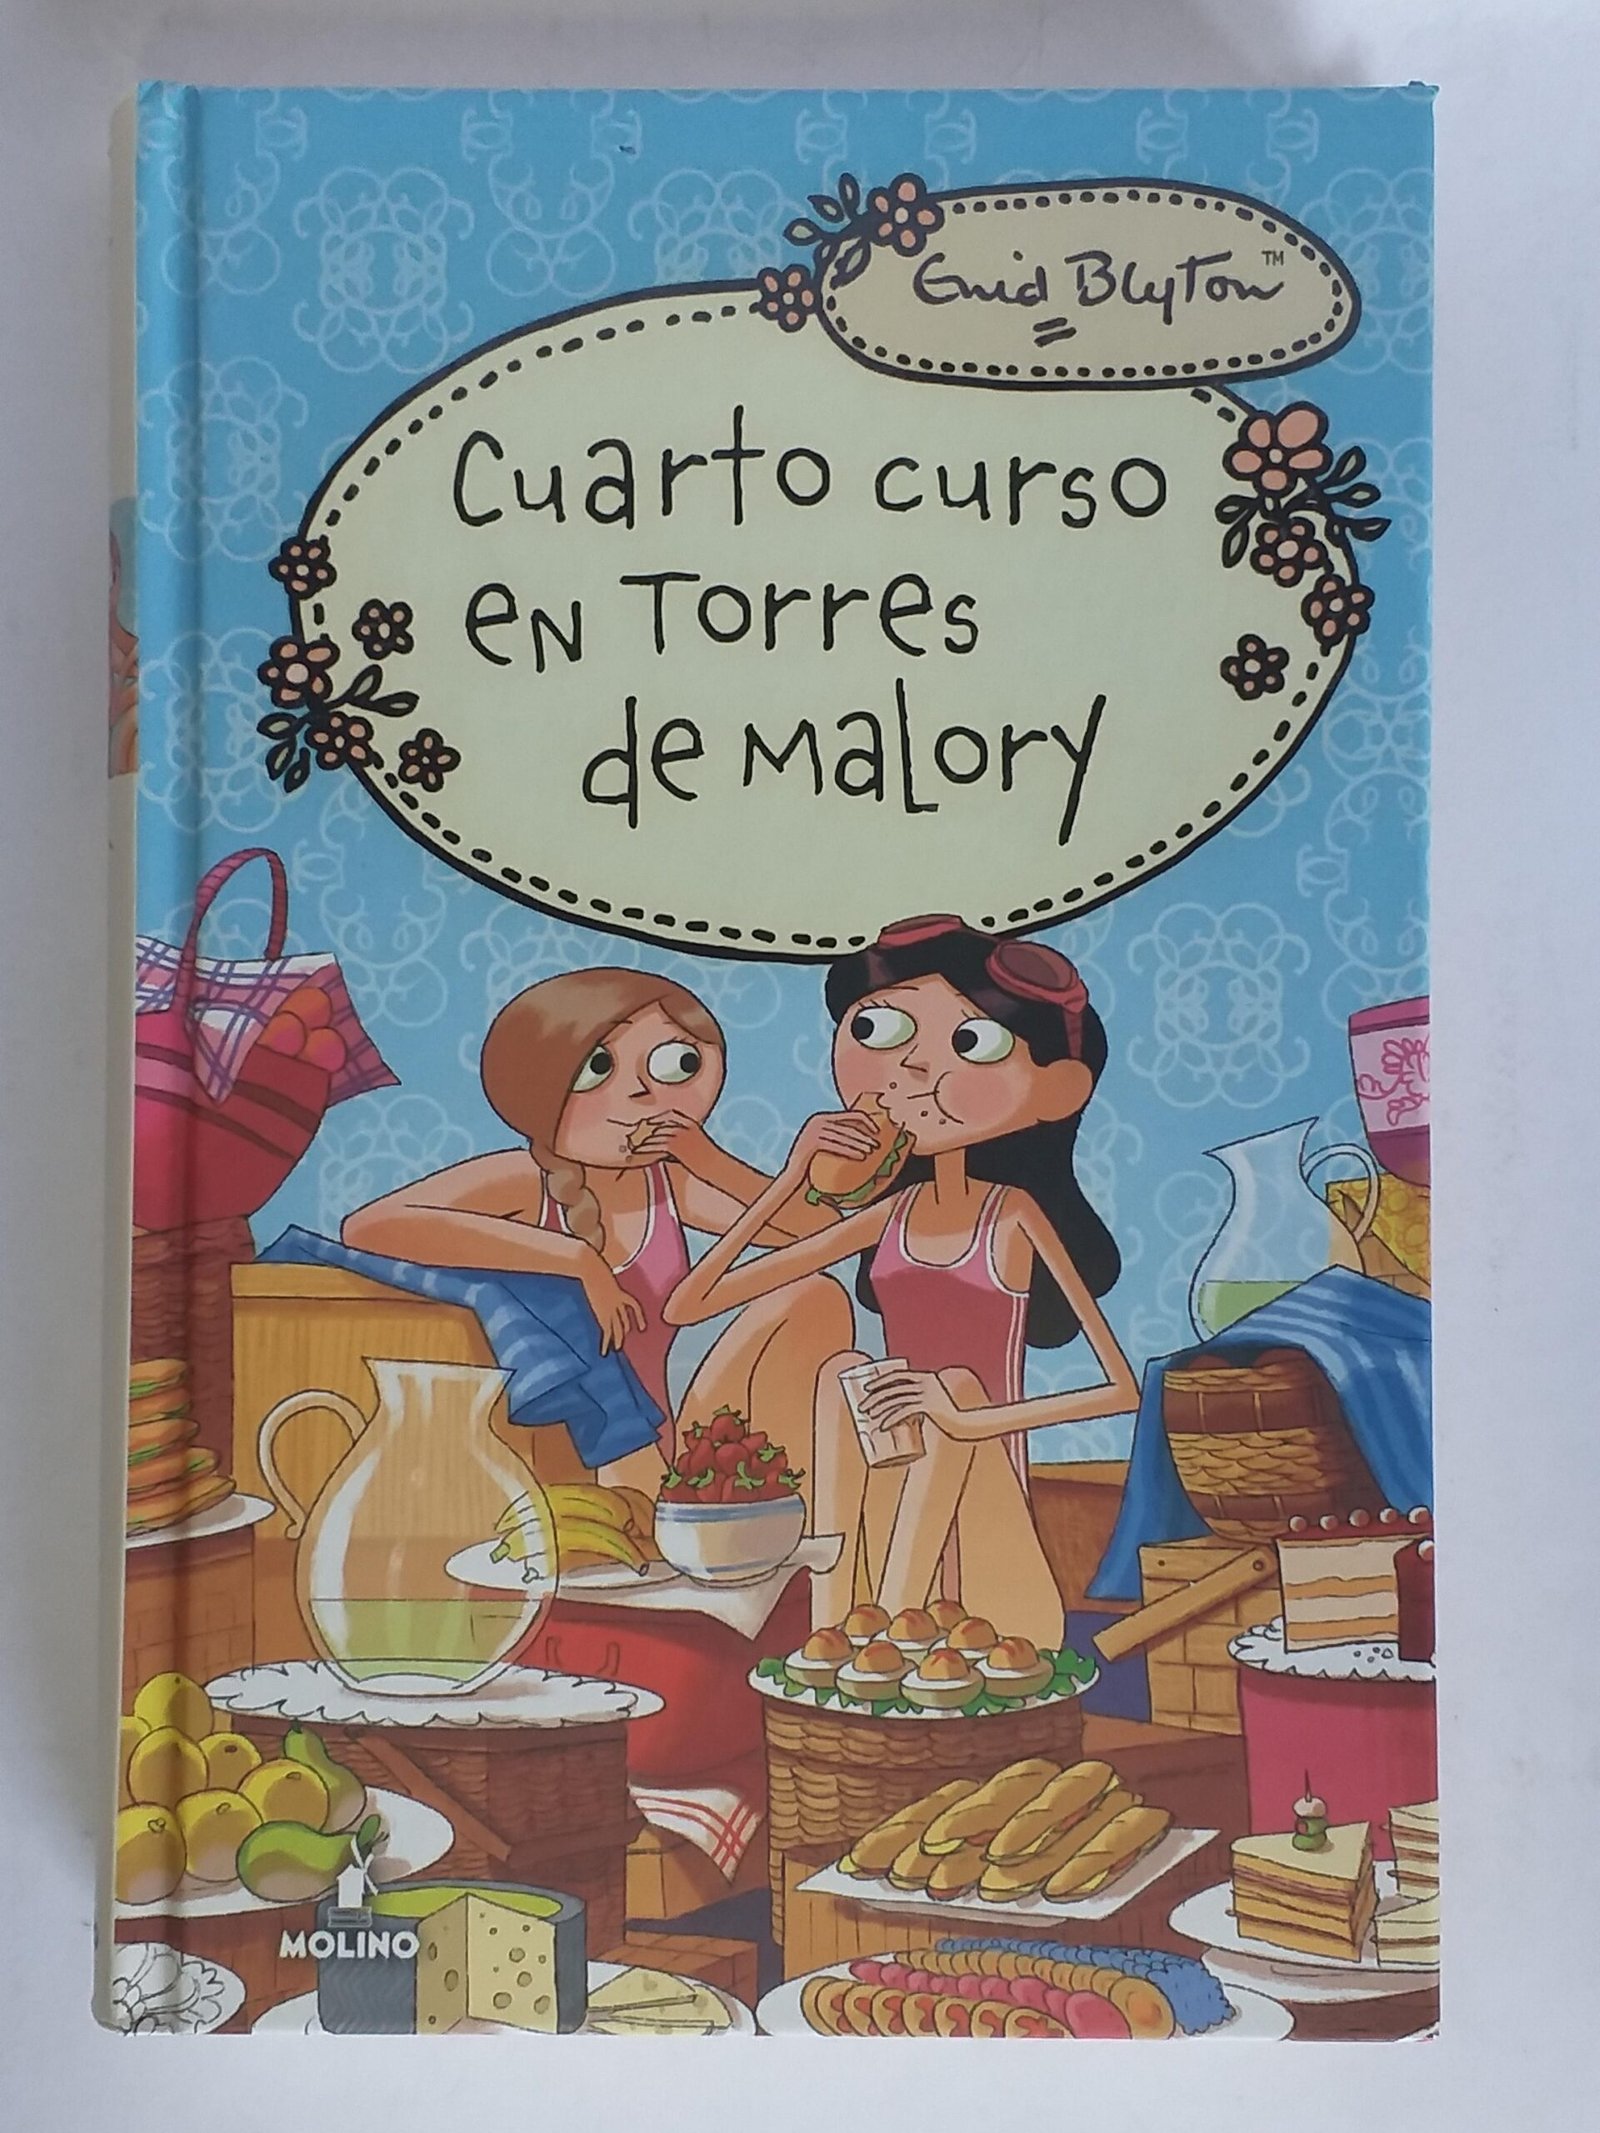 Enid Blyton™
Cuarto curso
en Torres
de Malory
MOLINO